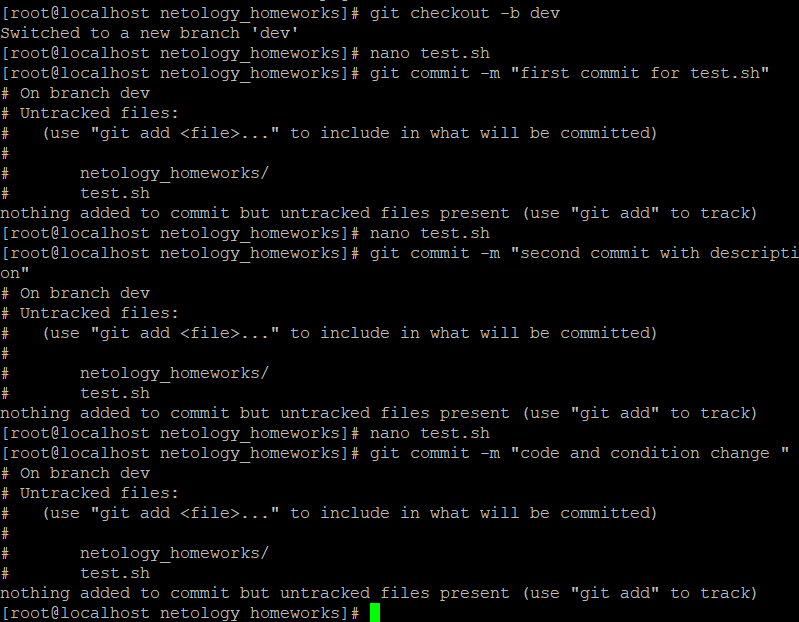 [root@localhost netology_homeworks]# git checkout -b dev
Switched to a new branch 'dev'
[root@localhost netology_homeworks]# nano test.sh
[root@localhost netology_homeworks]# git commit -m "first commit for test.sh"
# On branch dev
# Untracked files:
#   (use "git add <file>..." to include in what will be committed)
#
#       netology_homeworks/
#       test.sh
nothing added to commit but untracked files present (use "git add" to track)
[root@localhost netology_homeworks]# nano test.sh
[root@localhost netology_homeworks]# git commit -m "second commit with descripti
on"
# On branch dev
# Untracked files:
#   (use "git add <file>..." to include in what will be committed)
#
#       netology_homeworks/
#       test.sh
nothing added to commit but untracked files present (use "git add" to track)
[root@localhost netology_homeworks]# nano test.sh
[root@localhost netology_homeworks]# git commit -m "code and condition change "
# On branch dev
# Untracked files:
#   (use "git add <file>..." to include in what will be committed)
#
#       netology_homeworks/
#       test.sh
nothing added to commit but untracked files present (use "git add" to track)
[root@localhost netology_homeworks]#